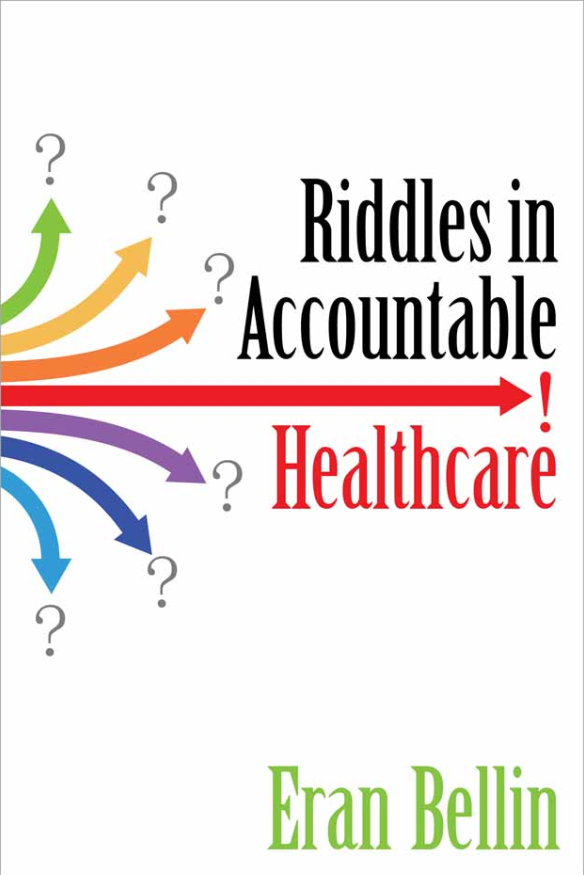 ?
?
?
Riddles in
Accountable
!
Healthcare
?
?
?
Eran Bellin